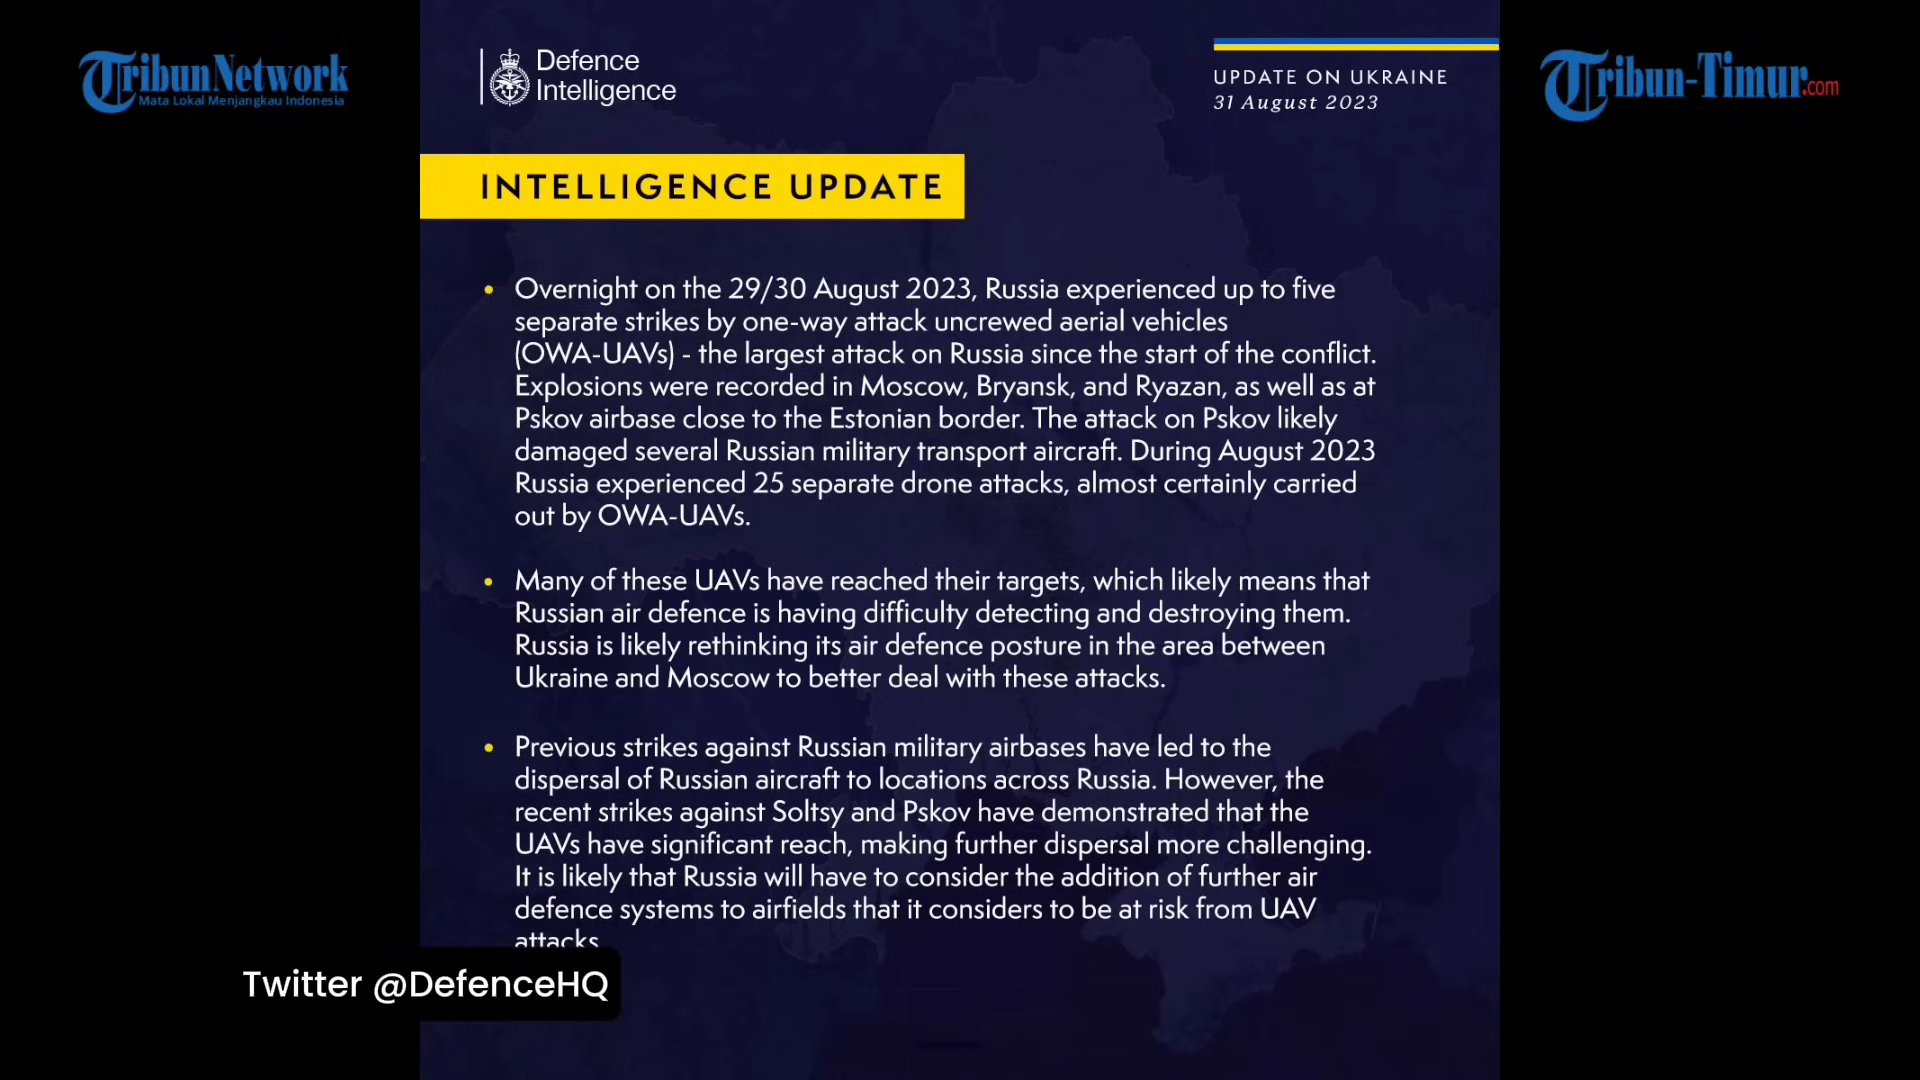 TribunNetwork
Mata Lokal Menjangkau Indonesia
Defence
Intelligence
UPDATE ON UKRAINE
31 August 2023
Tribun-Timur.com
INTELLIGENCE UPDATE
• Overnight on the 29/30 August 2023, Russia experienced up to five
separate strikes by one-way attack uncrewed aerial vehicles
(OWA-UAVs) - the largest attack on Russia since the start of the conflict.
Explosions were recorded in Moscow, Bryansk, and Ryazan, as well as at
Pskov airbase close to the Estonian border. The attack on Pskov likely
damaged several Russian military transport aircraft. During August 2023
Russia experienced 25 separate drone attacks, almost certainly carried
out by OWA-UAVs.
• Many of these UAVs have reached their targets, which likely means that
Russian air defence is having difficulty detecting and destroying them.
Russia is likely rethinking its air defence posture in the area between
Ukraine and Moscow to better deal with these attacks.
• Previous strikes against Russian military airbases have led to the
dispersal of Russian aircraft to locations across Russia. However, the
recent strikes against Soltsy and Pskov have demonstrated that the
UAVs have significant reach, making further dispersal more challenging.
It is likely that Russia will have to consider the addition of further air
defence systems to airfields that it considers to be at risk from UAV
attacks
Twitter @DefenceHQ